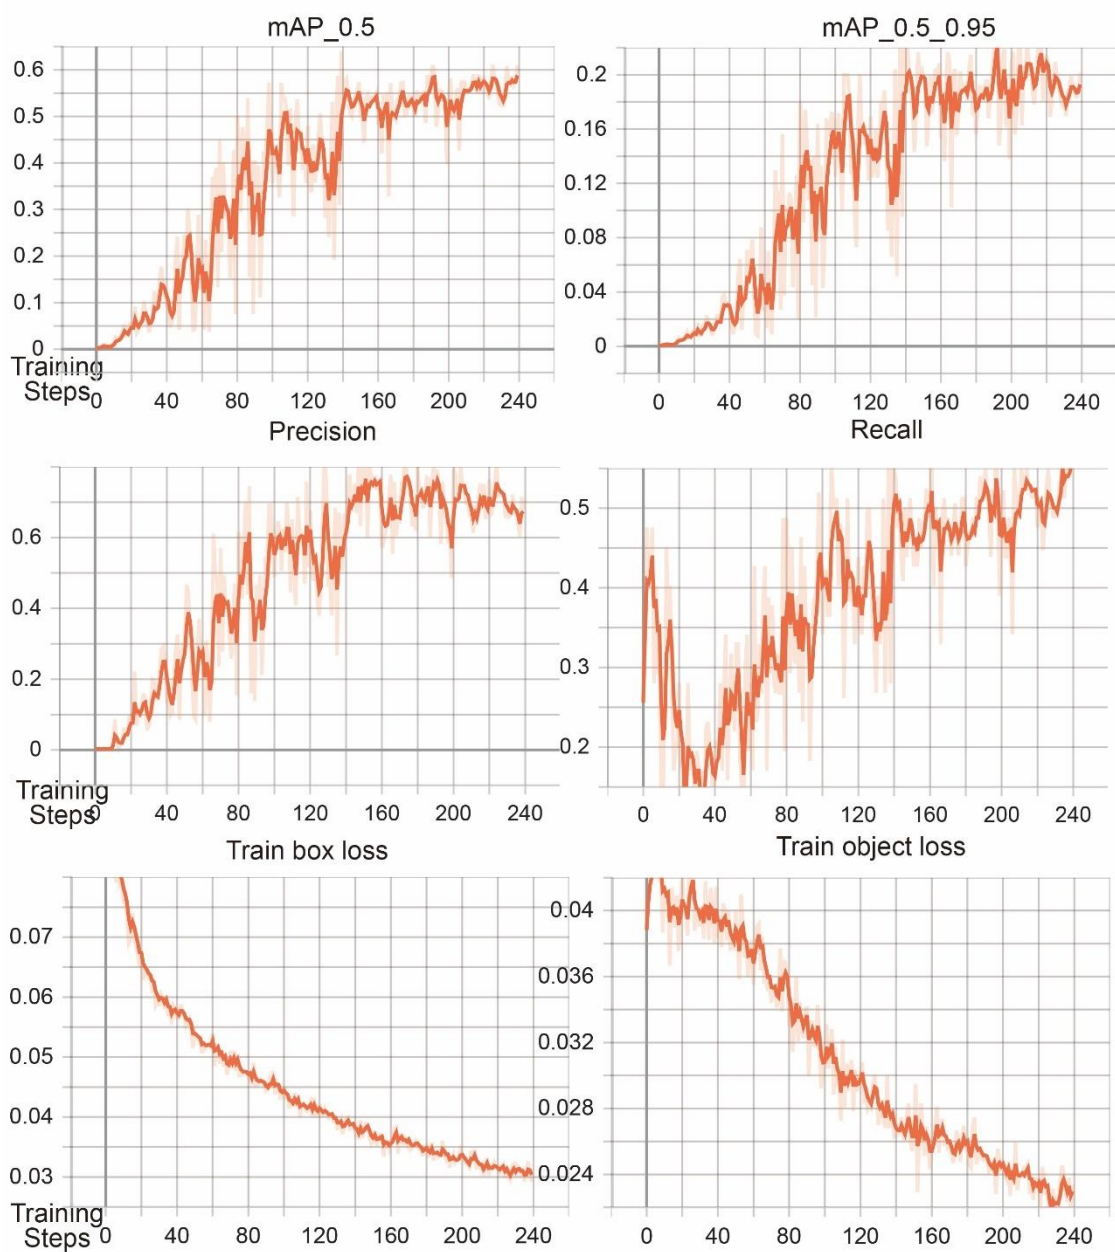 mAP_0.5
mAP_0.5_0.95
0.6
0.5
0.4
0.3
0.2
0.1
0
Training
Steps
0 40 80 120 160 200 240
0.2
0.16
0.12
0.08
0.04
0
0 40 80 120 160 200 240
Precision
Recall
0.6
0.4
0.2
0
Training
Steps
0 40 80 120 160 200 240
0.5
0.4
0.3
0.2
0 40 80 120 160 200 240
Train box loss
Train object loss
0.07
0.06
0.05
0.04
0.03
Training
Steps
0 40 80 120 160 200 240
0.04
0.036
0.032
0.028
0.024
0 40 80 120 160 200 240